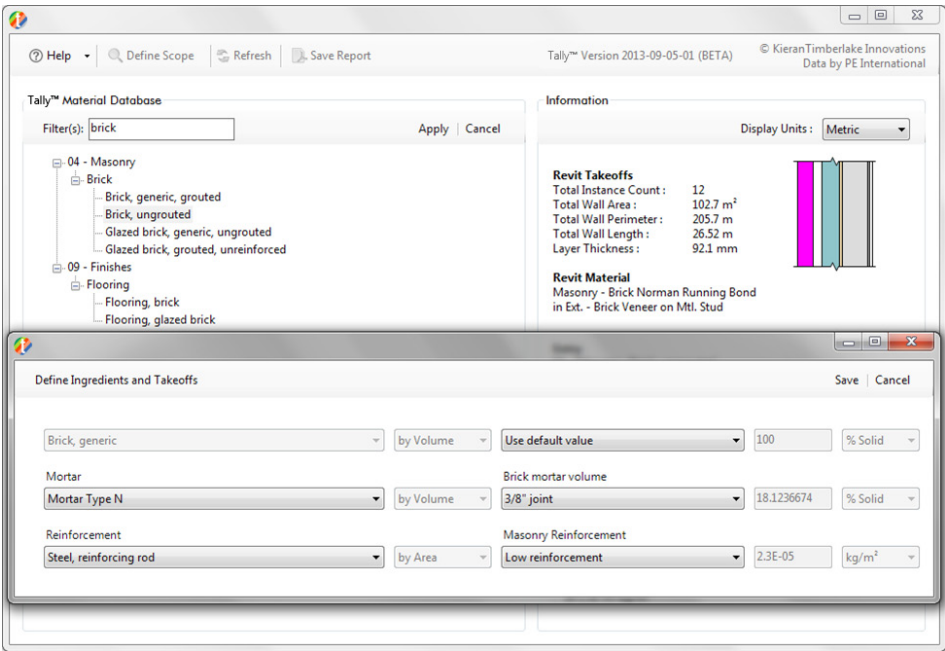 Help
Define Scope
Refresh
Save Report
Tally™ Version 2013-09-05-01 (BETA)
© KieranTimberlake Innovations
Data by PE International
Tally™ Material Database
Filter(s): brick
Apply | Cancel
04 - Masonry
Brick
Brick, generic, grouted
Brick, ungrouted
Glazed brick, generic, ungrouted
Glazed brick, grouted, unreinforced
09 - Finishes
Flooring
Flooring, brick
Flooring, glazed brick
Information
Display Units : Metric
Revit Takeoffs
Total Instance Count : 12
Total Wall Area : 102.7 m²
Total Wall Perimeter : 205.7 m
Total Wall Length : 26.52 m
Layer Thickness : 92.1 mm
Revit Material
Masonry - Brick Norman Running Bond
in Ext. - Brick Veneer on Mtl. Stud
Define Ingredients and Takeoffs
Save | Cancel
Brick, generic by Volume Use default value 100 % Solid
Mortar Brick mortar volume
Mortar Type N by Volume 3/8" joint 18.1236674 % Solid
Reinforcement Masonry Reinforcement
Steel, reinforcing rod by Area Low reinforcement 2.3E-05 kg/m²